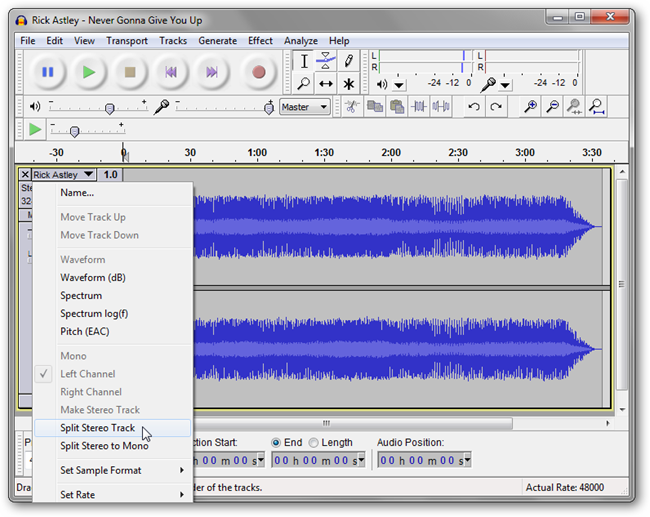 Rick Astley - Never Gonna Give You Up
File Edit View Transport Tracks Generate Effect Analyze Help
L
R
-24 -12 0
L
R
-24 -12 0
- +
- +
Master
- +
-30 0 30 1:00 1:30 2:00 2:30 3:00 3:30
Rick Astley 1.0
Ste
32
Name...
Move Track Up
Move Track Down
Waveform
Waveform (dB)
Spectrum
Spectrum log(f)
Pitch (EAC)
Mono
Left Channel
Right Channel
Make Stereo Track
Split Stereo Track
Split Stereo to Mono
Set Sample Format
Set Rate
ction Start: End Length Audio Position:
00 h 00 m 00 s 00 h 00 m 00 s 00 h 00 m 00 s
Dra der of the tracks. Actual Rate: 48000